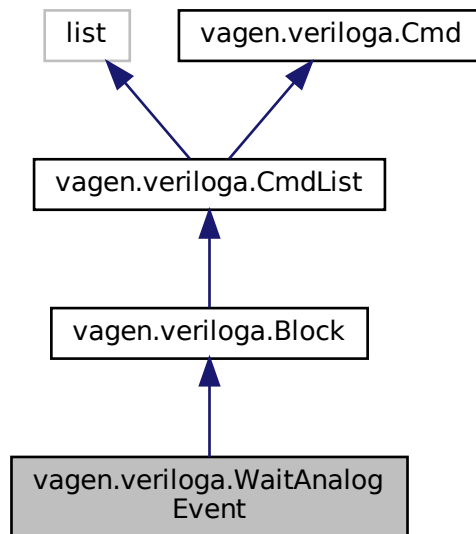 list
vagen.veriloga.Cmd
vagen.veriloga.CmdList
vagen.veriloga.Block
vagen.veriloga.WaitAnalog
Event